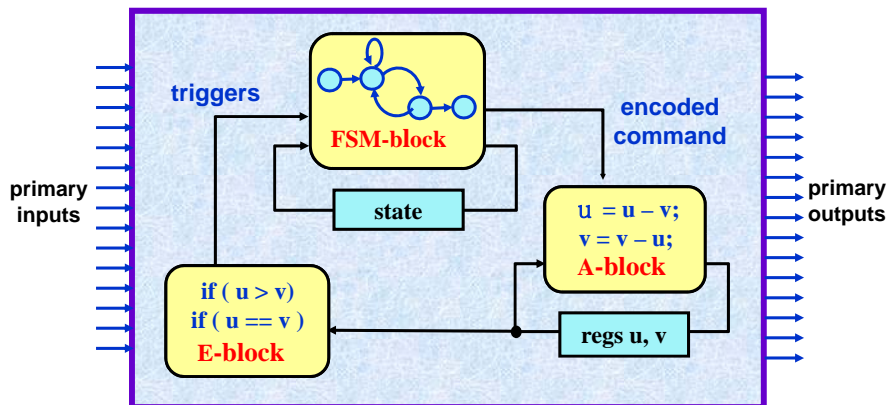 triggers
FSM-block
encoded
command
primary
inputs
state
u = u – v;
v = v – u;
A-block
primary
outputs
if ( u > v)
if ( u == v )
E-block
regs u, v